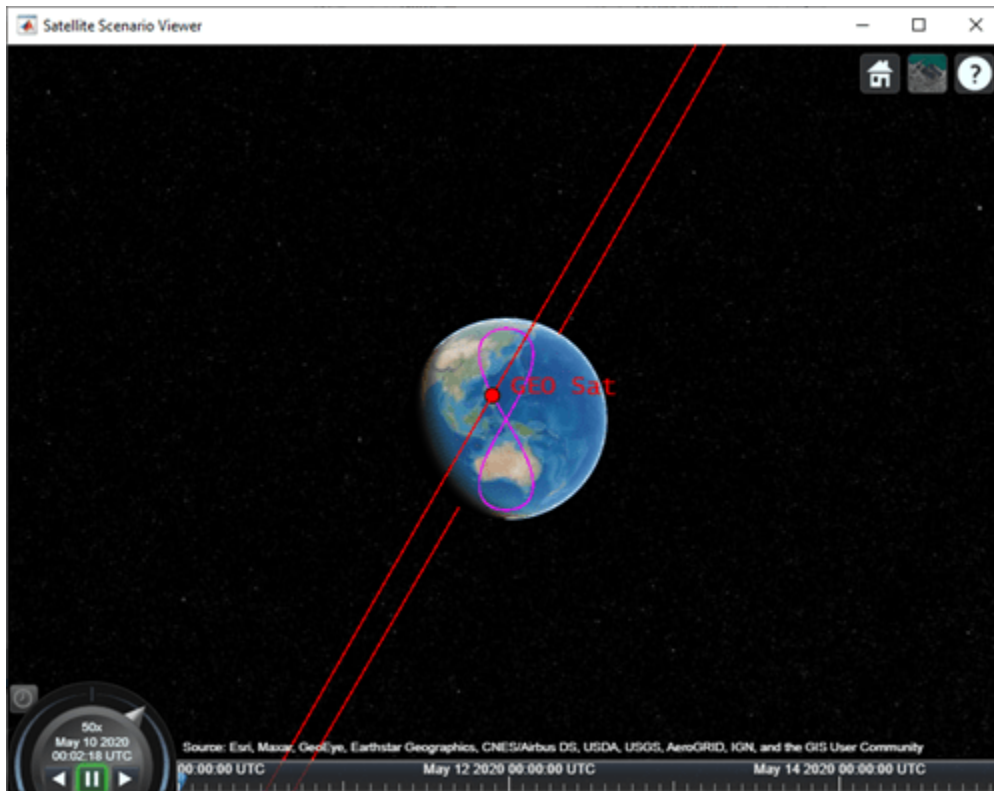 Satellite Scenario Viewer
?
GEO Sat
50x
May 10 2020
00:02:18 UTC
Source: Esri, Maxar, GeoEye, Earthstar Geographics, CNES/Airbus DS, USDA, USGS, AeroGRID, IGN, and the GIS User Community
00:00:00 UTC May 12 2020 00:00:00 UTC May 14 2020 00:00:00 UTC